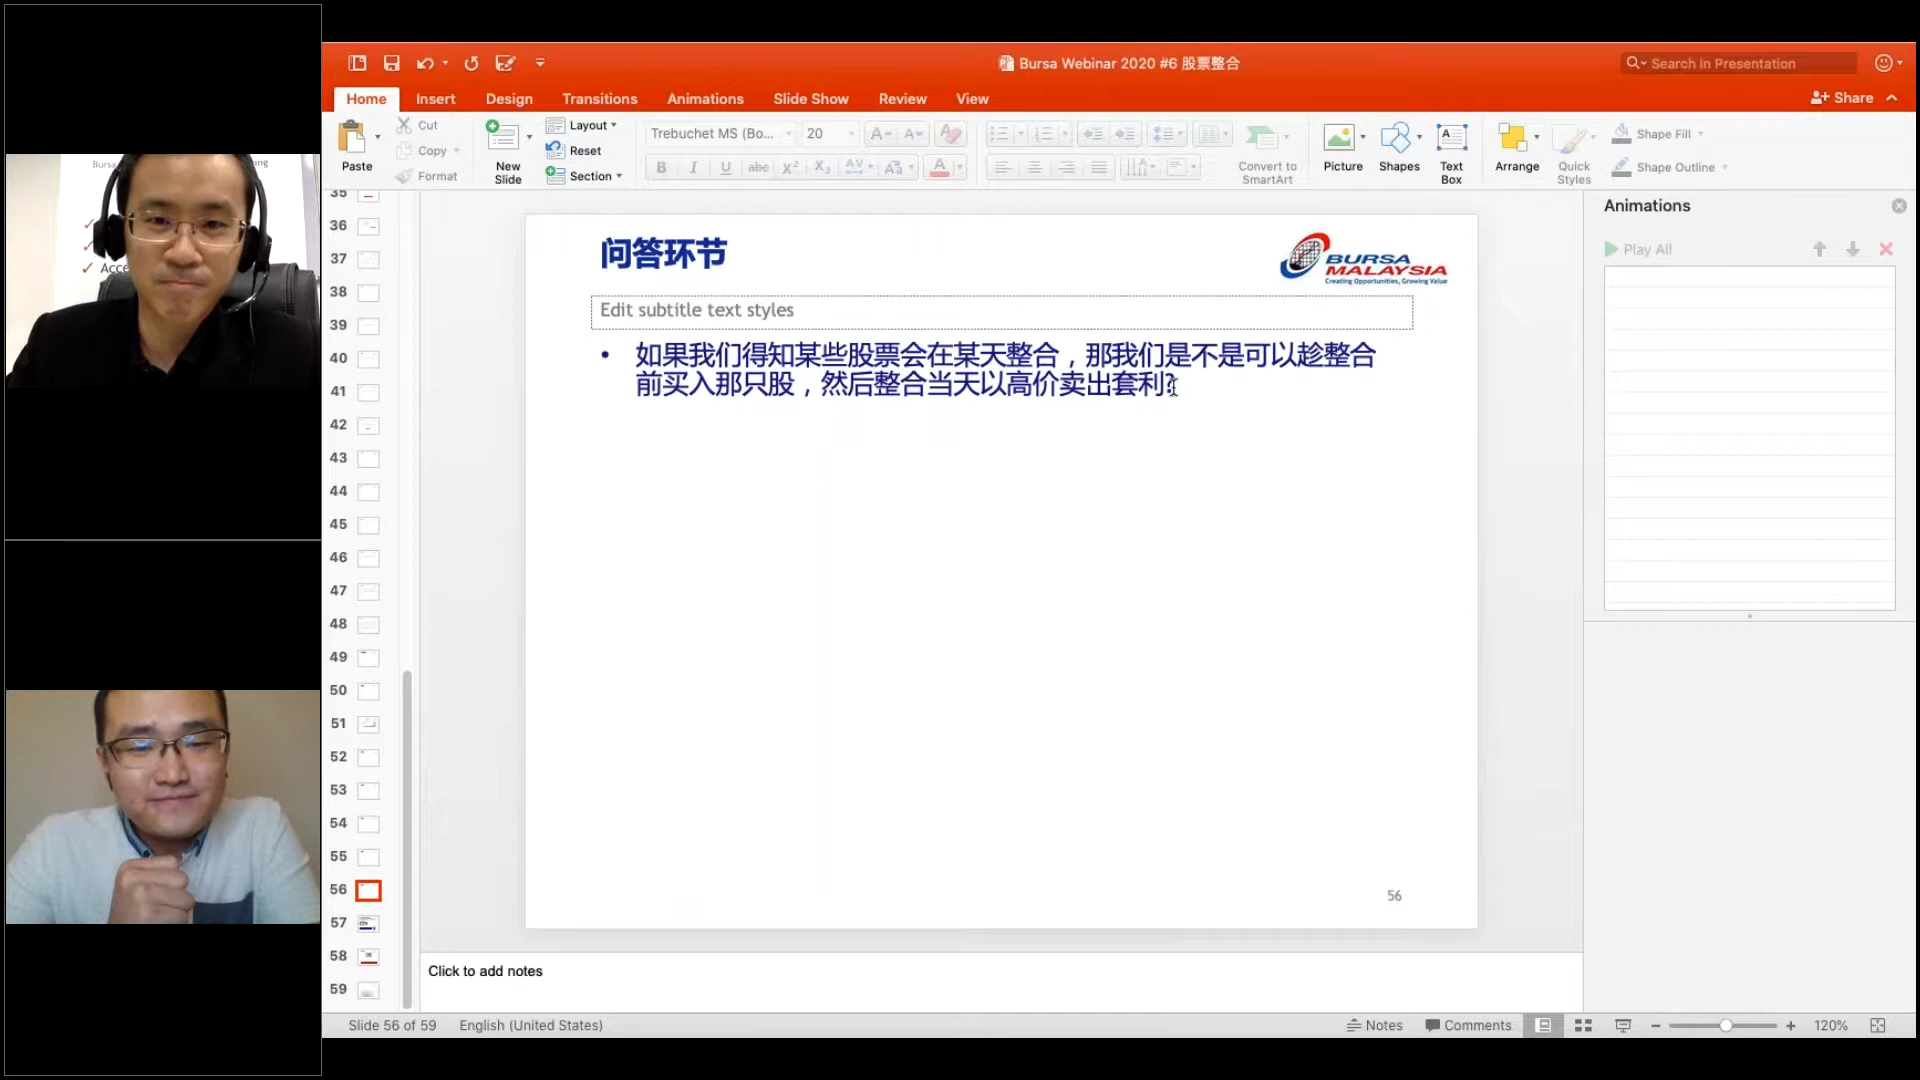 Bursa Webinar 2020 #6 股票整合
Search in Presentation
Home Insert Design Transitions Animations Slide Show Review View
Share
Paste
Cut
Copy
Format
New Slide
Layout
Reset
Section
Trebuchet MS (Bo... 20
Convert to SmartArt
Picture
Shapes
Text Box
Arrange
Quick Styles
Shape Fill
Shape Outline
Acce
35
36
37
38
39
40
41
42
43
44
45
46
47
48
49
50
51
52
53
54
55
56
57
58
59
问答环节
BURSA
MALAYSIA
Creating Opportunities, Growing Value
Edit subtitle text styles
• 如果我们得知某些股票会在某天整合，那我们是不是可以趁整合
前买入那只股，然后整合当天以高价卖出套利?
56
Animations
Play All
Click to add notes
Slide 56 of 59 English (United States)
Notes Comments 120%